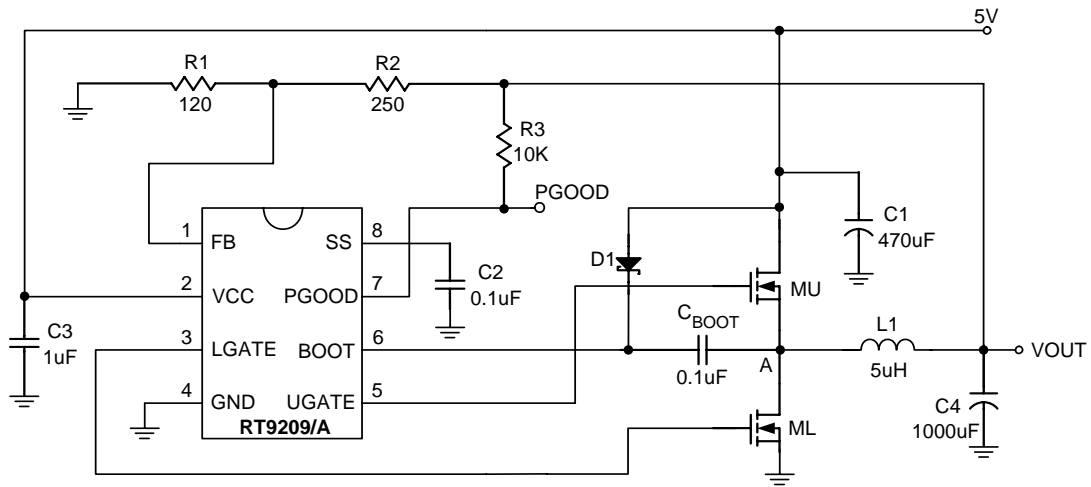 5V
R1
120
R2
250
R3
10K
PGOOD
C1
470uF
D1
1
FB
SS
8
C2
0.1uF
2
VCC
PGOOD
7
MU
C3
1uF
3
LGATE
BOOT
6
CBOOT
0.1uF
A
L1
5uH
VOUT
4
GND
UGATE
5
RT9209/A
ML
C4
1000uF